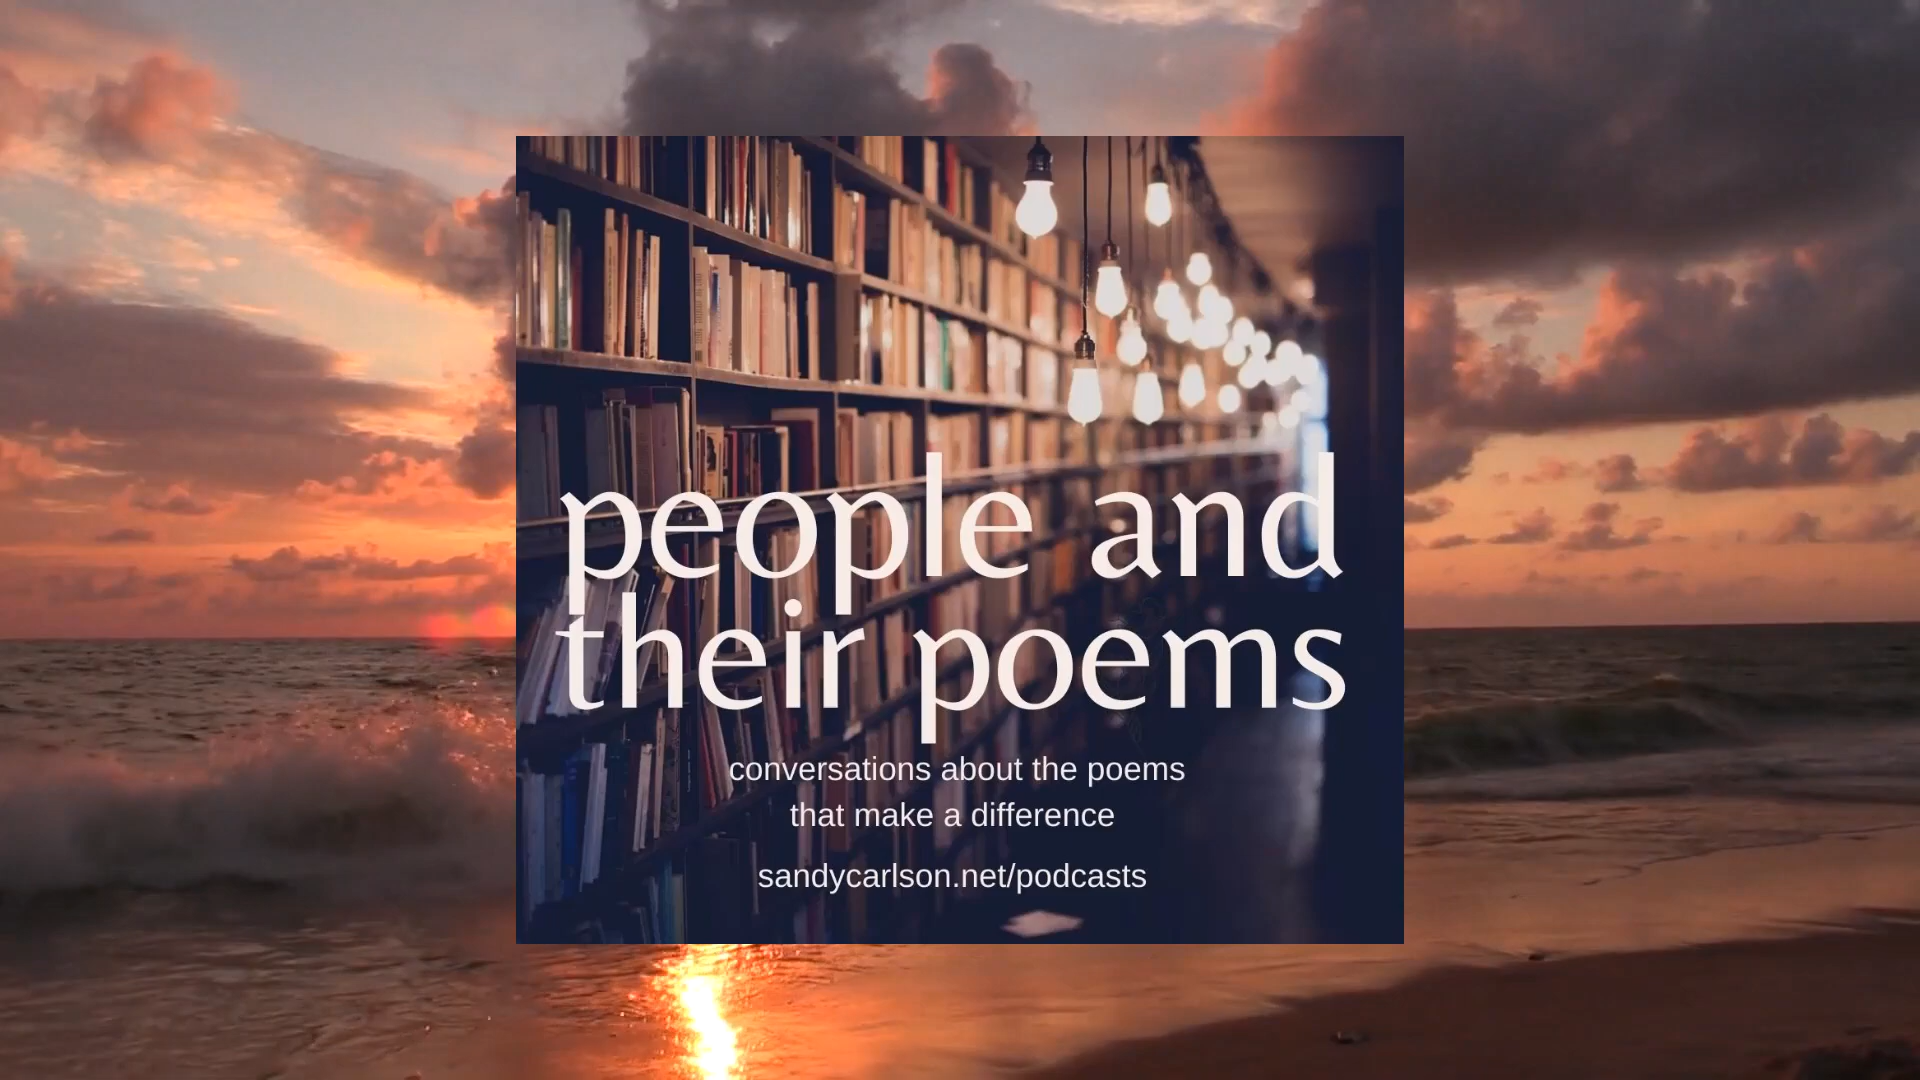 people and
their poems
conversations about the poems
that make a difference
sandycarlson.net/podcasts